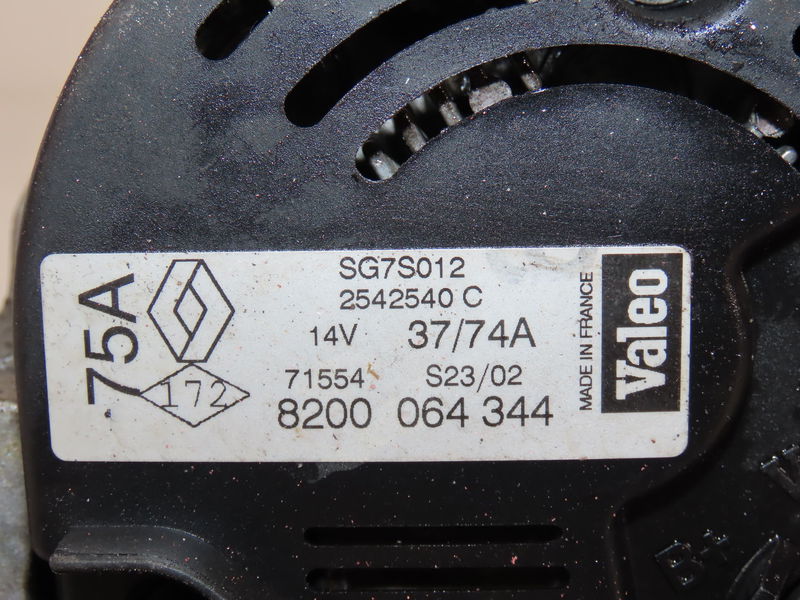 75A
SG7S012
2542540 C
14V 37/74A
71554 S23/02
172
8200 064 344
MADE IN FRANCE
Valeo
B+
W